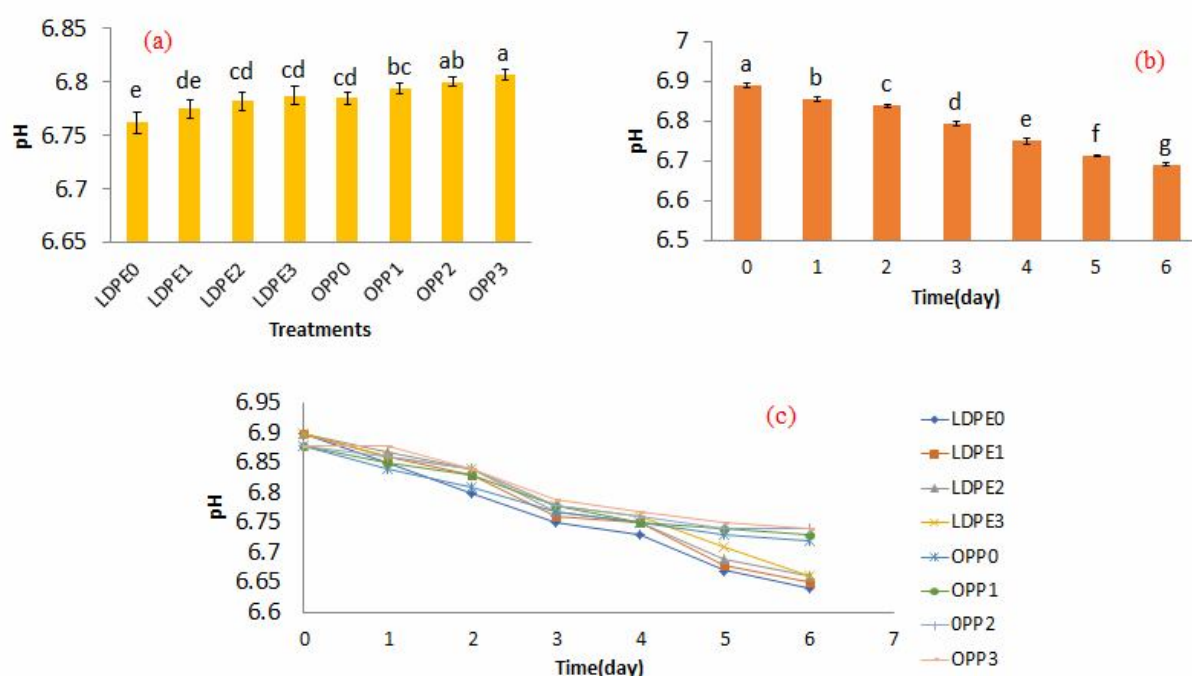 (a)
pH
6.85
6.8
6.75
6.7
6.65
e de cd cd cd bc ab a
LDPE0 LDPE1 LDPE2 LDPE3 OPP0 OPP1 OPP2 OPP3
Treatments
(b)
pH
7
6.9
6.8
6.7
6.6
6.5
a b c d e f g
0 1 2 3 4 5 6
Time(day)
(c)
pH
6.95
6.9
6.85
6.8
6.75
6.7
6.65
6.6
0 1 2 3 4 5 6 7
Time(day)
LDPE0
LDPE1
LDPE2
LDPE3
OPP0
OPP1
0PP2
OPP3